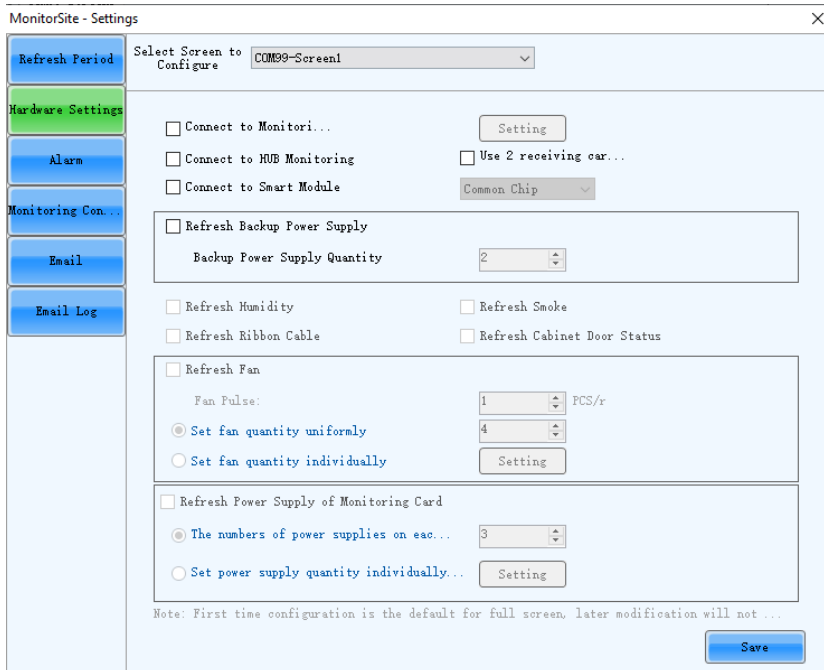 MonitorSite - Settings
Refresh Period
Select Screen to
Configure
COM99-Screen1
Hardware Settings
Connect to Monitori...
Setting
Alarm
Connect to HUB Monitoring
Use 2 receiving car...
Connect to Smart Module
Common Chip
Monitoring Con...
Refresh Backup Power Supply
Email
Backup Power Supply Quantity
2
Email Log
Refresh Humidity
Refresh Smoke
Refresh Ribbon Cable
Refresh Cabinet Door Status
Refresh Fan
Fan Pulse:
1
PCS/r
Set fan quantity uniformly
4
Set fan quantity individually
Setting
Refresh Power Supply of Monitoring Card
The numbers of power supplies on eac...
3
Set power supply quantity individually...
Setting
Note: First time configuration is the default for full screen, later modification will not ...
Save